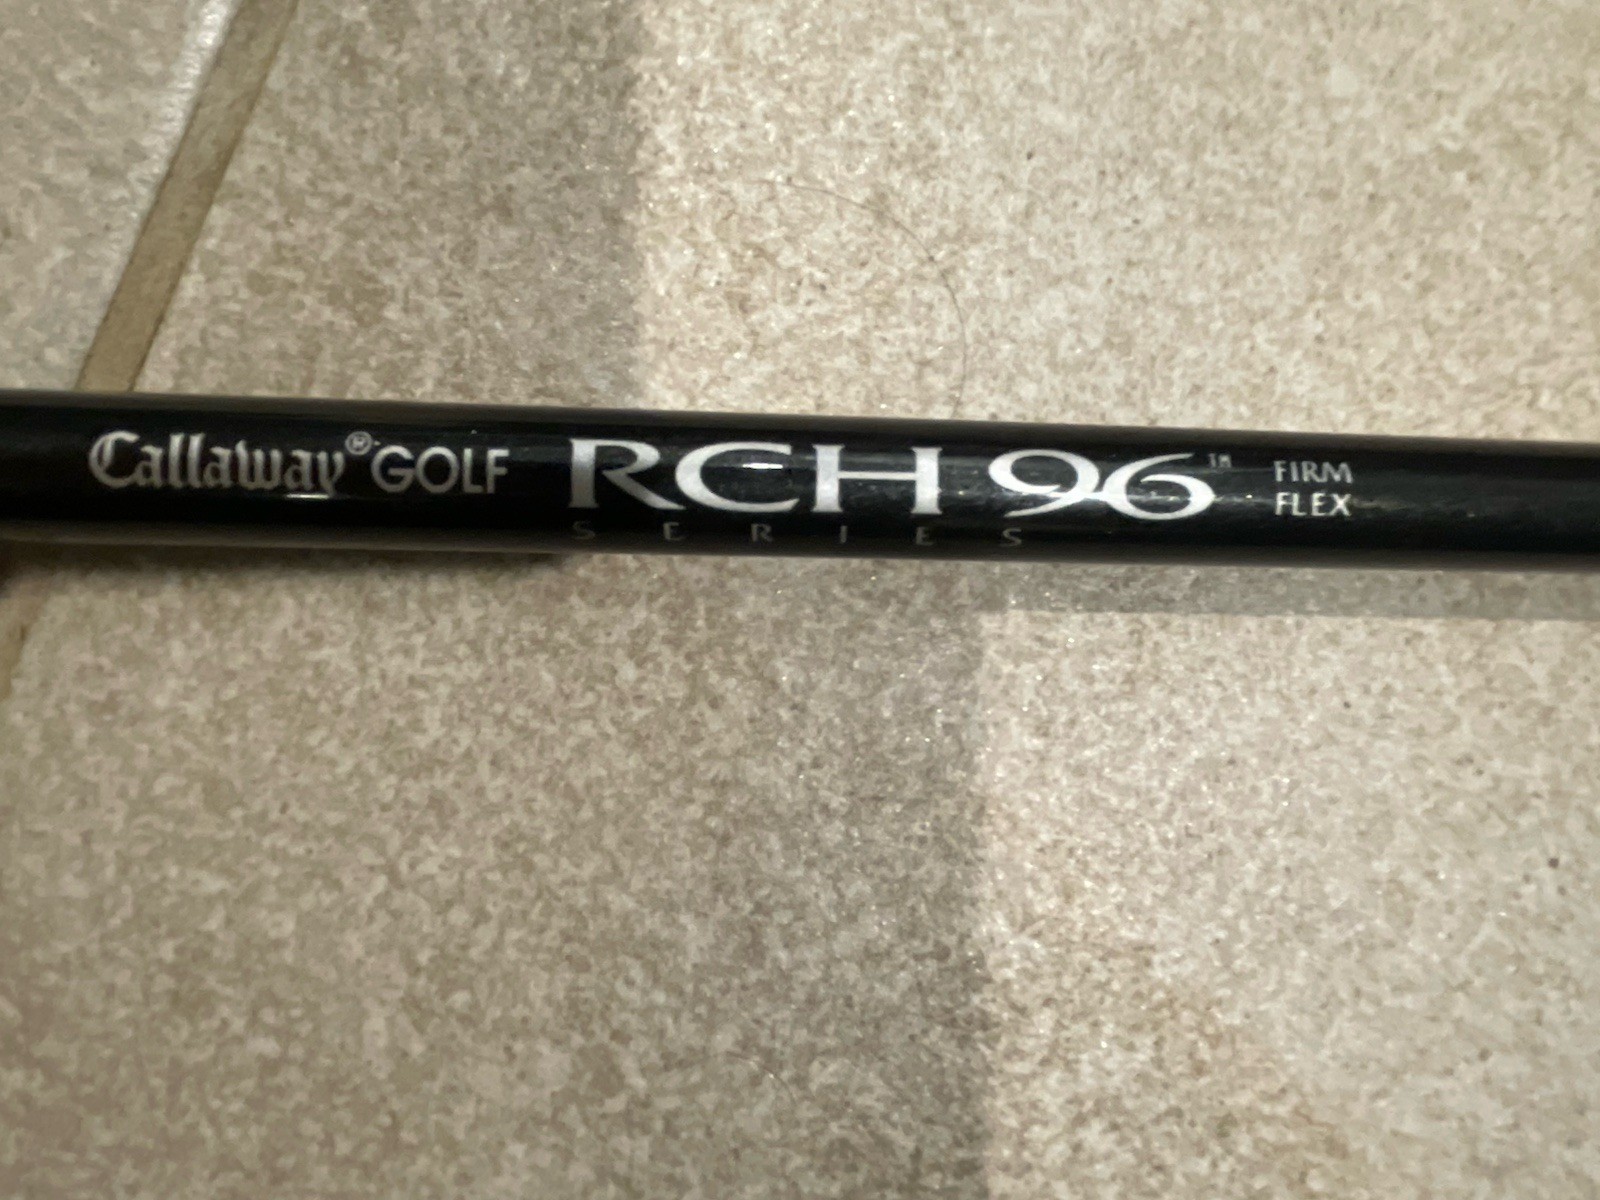 Callaway® GOLF RCH 96™ FIRM
FLEX
SERIES